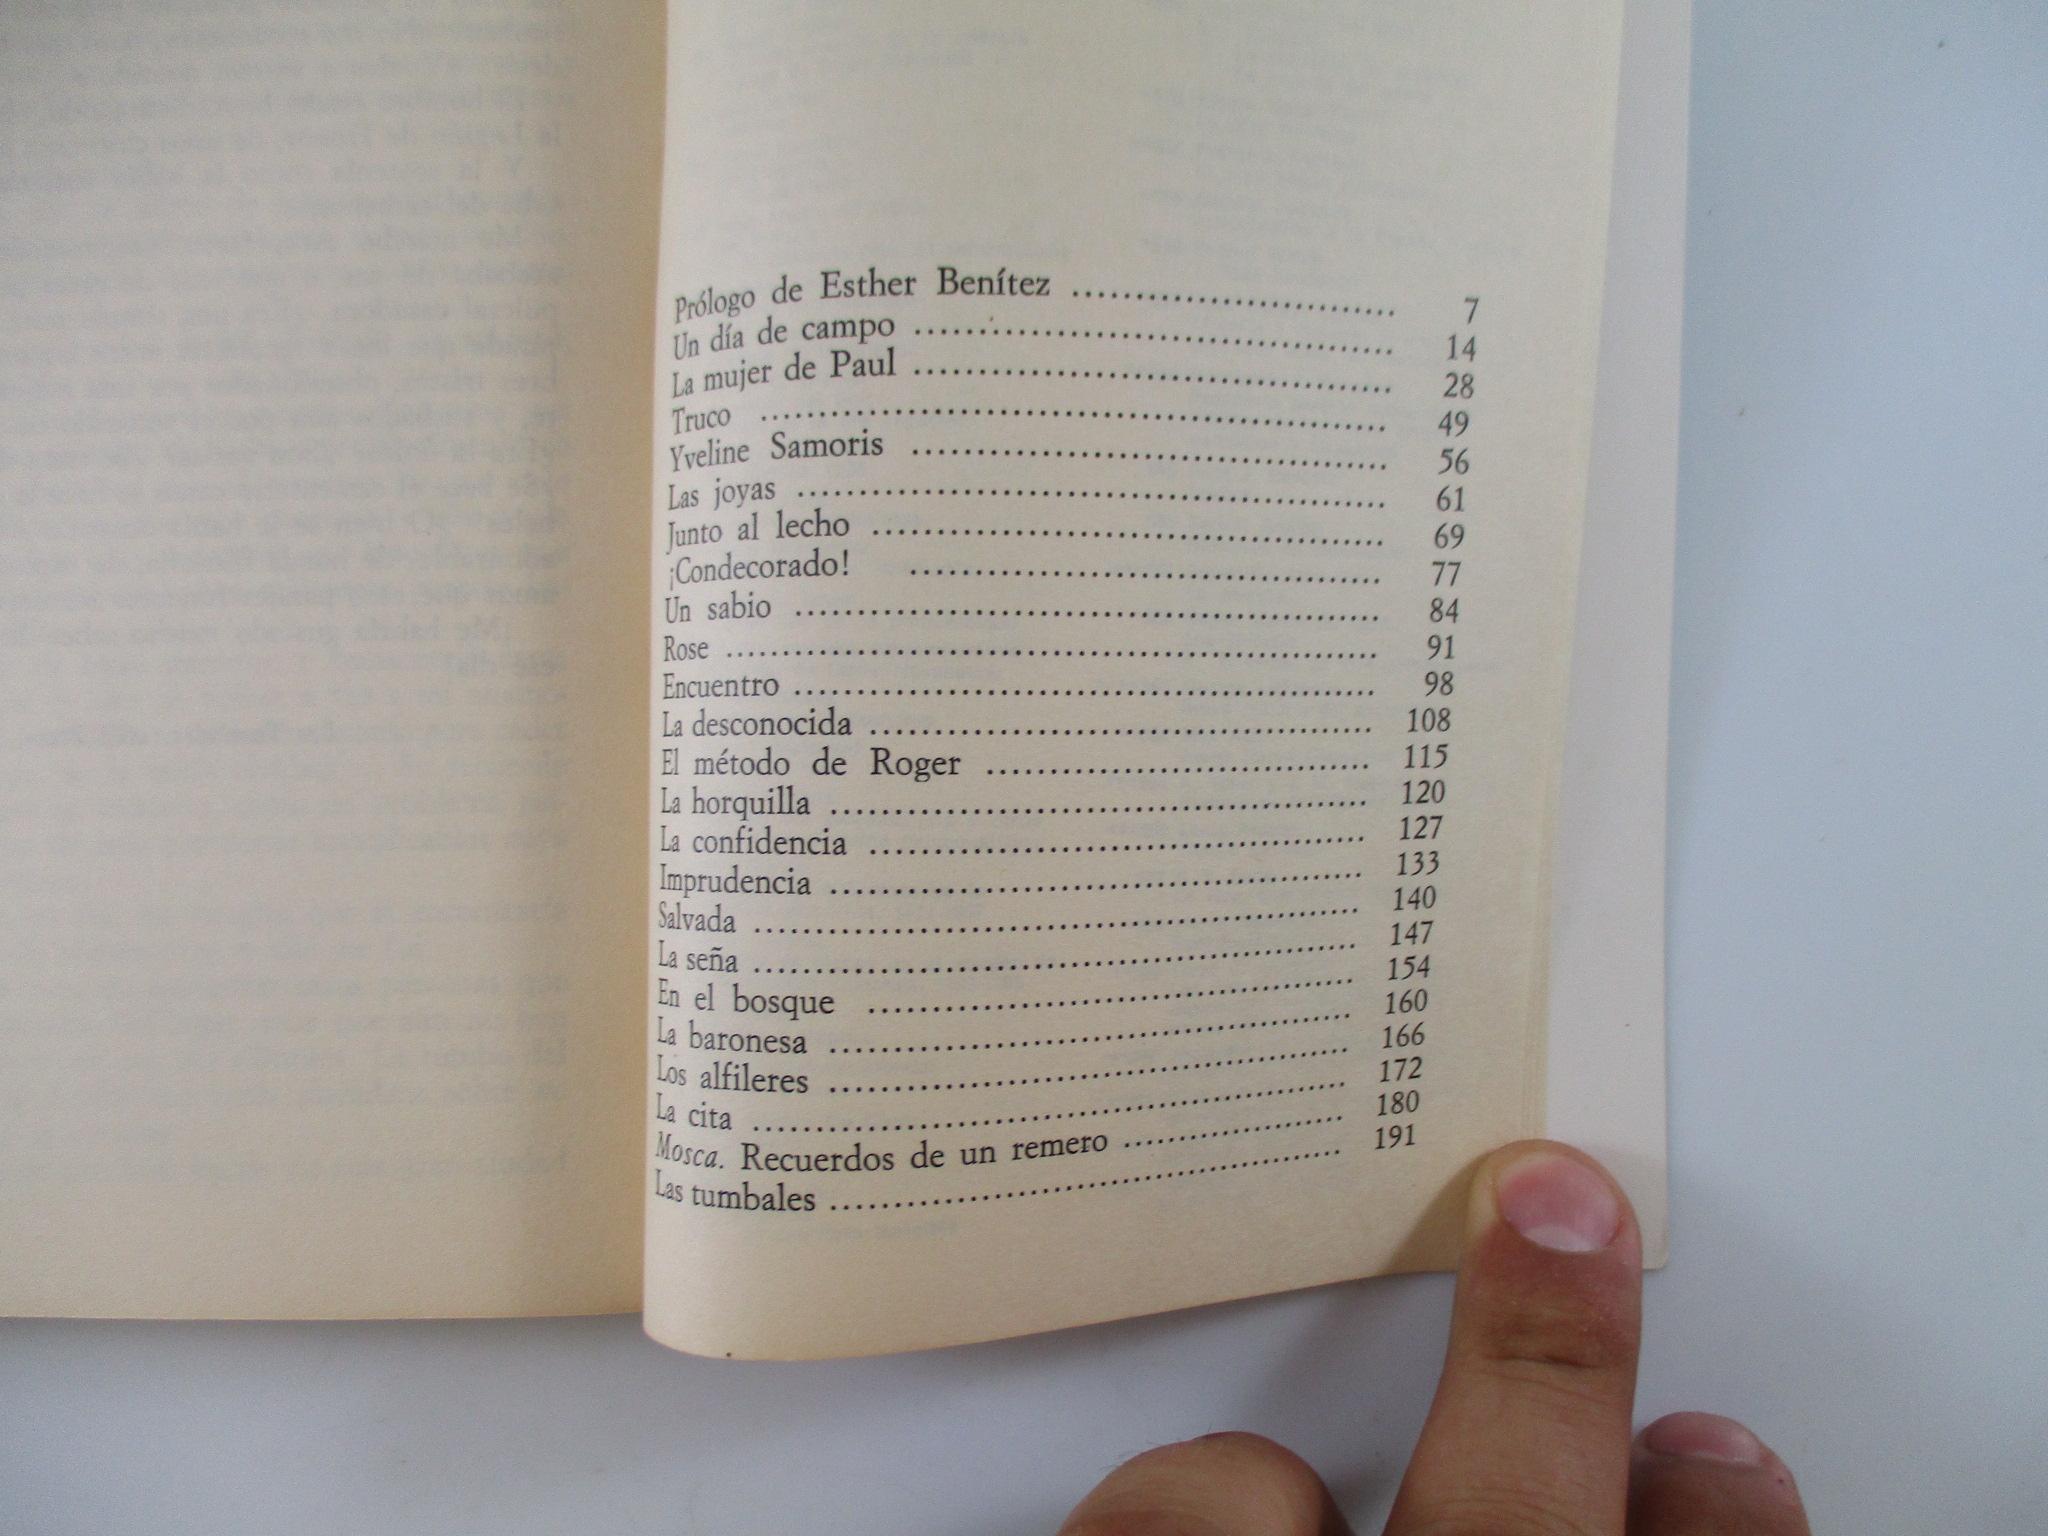 Prólogo de Esther Benítez ........................ 7
Un día de campo ........................ 14
La mujer de Paul ........................ 28
Truco ........................ 49
Yveline Samoris ........................ 56
Las joyas ........................ 61
Junto al lecho ........................ 69
¡Condecorado! ........................ 77
Un sabio ........................ 84
Rose ........................ 91
Encuentro ........................ 98
La desconocida ........................ 108
El método de Roger ........................ 115
La horquilla ........................ 120
La confidencia ........................ 127
Imprudencia ........................ 133
Salvada ........................ 140
La seña ........................ 147
En el bosque ........................ 154
La baronesa ........................ 160
Los alfileres ........................ 166
La cita ........................ 172
Mosca. Recuerdos de un remero ........................ 180
Las tumbales ........................ 191